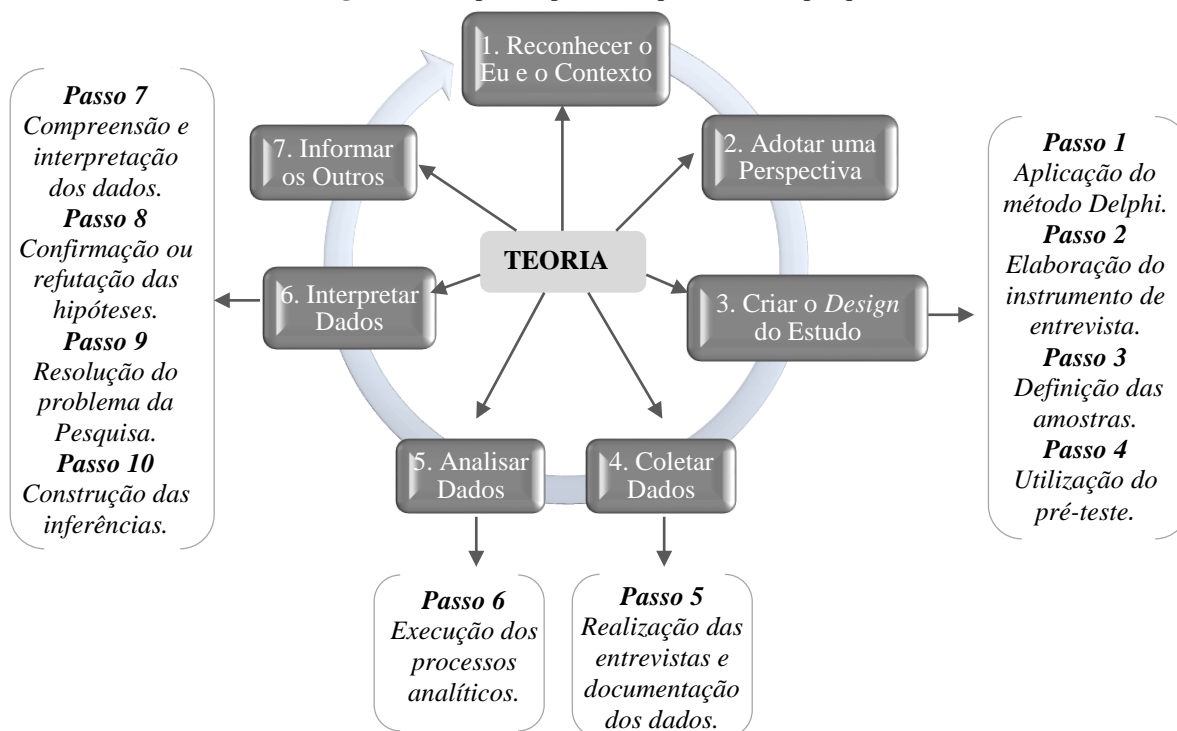 1. Reconhecer o
Eu e o Contexto
2. Adotar uma
Perspectiva
3. Criar o Design
do Estudo
4. Coletar
Dados
5. Analisar
Dados
6. Interpretar
Dados
7. Informar
os Outros
TEORIA
Passo 1
Aplicação do
método Delphi.
Passo 2
Elaboração do
instrumento de
entrevista.
Passo 3
Definição das
amostras.
Passo 4
Utilização do
pré-teste.
Passo 5
Realização das
entrevistas e
documentação
dos dados.
Passo 6
Execução dos
processos
analíticos.
Passo 7
Compreensão e
interpretação
dos dados.
Passo 8
Confirmação ou
refutação das
hipóteses.
Passo 9
Resolução do
problema da
Pesquisa.
Passo 10
Construção das
inferências.